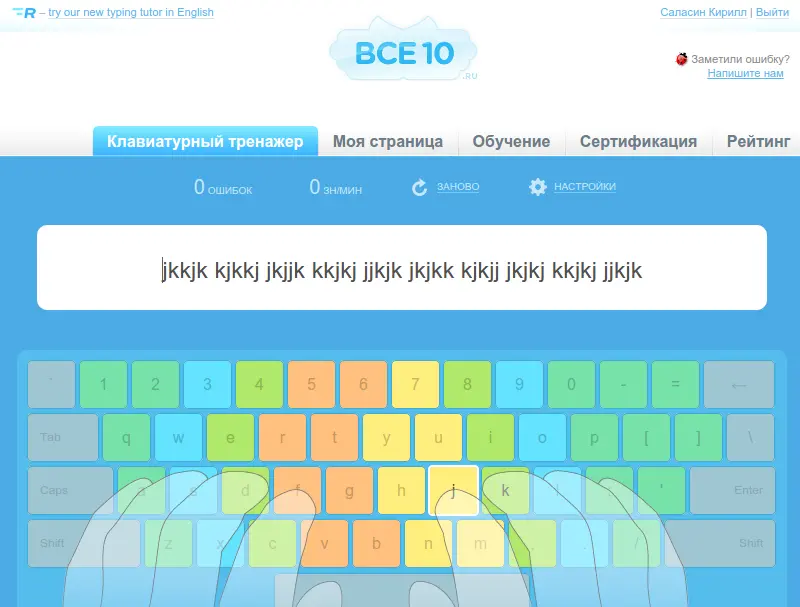 R – try our new typing tutor in English
Саласин Кирилл | Выйти
ВСЕ10
.RU
Заметили ошибку?
Напишите нам
Клавиатурный тренажер Моя страница Обучение Сертификация Рейтинг
0 ОШИБОК 0 ЗН/МИН ЗАНОВО НАСТРОЙКИ
jkkjk kjkkj jkjjk kkjkj jjkjk jkjkk kjkjj jkjkj kkjkj jjkjk
` 1 2 3 4 5 6 7 8 9 0 - = ←
Tab q w e r t y u i o p [ ] \
Caps a s d f g h j k l ; ' Enter
Shift z x c v b n m , . / Shift